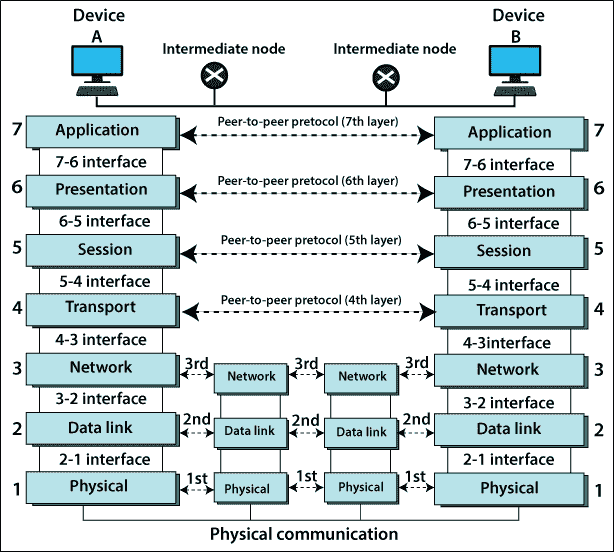 Device
A
Intermediate node
Intermediate node
Device
B
7 Application Peer-to-peer pretocol (7th layer) Application 7
7-6 interface 7-6 interface
6 Presentation Peer-to-peer pretocol (6th layer) Presentation 6
6-5 interface 6-5 interface
5 Session Peer-to-peer pretocol (5th layer) Session 5
5-4 interface 5-4 interface
4 Transport Peer-to-peer pretocol (4th layer) Transport 4
4-3 interface 4-3interface
3 Network 3rd Network 3rd Network 3rd Network 3
3-2 interface 3-2 interface
2 Data link 2nd Data link 2nd Data link 2nd Data link 2
2-1 interface 2-1 interface
1 Physical 1st Physical 1st Physical 1st Physical 1
Physical communication